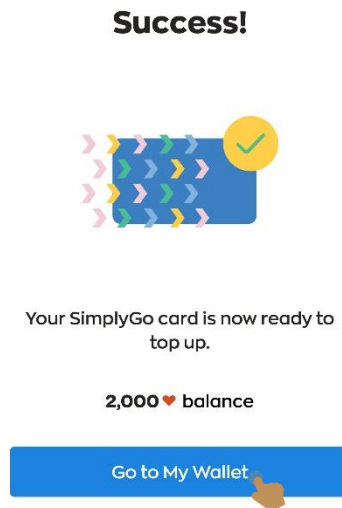 Success!
Your SimplyGo card is now ready to
top up.
2,000 ❤ balance
Go to My Wallet